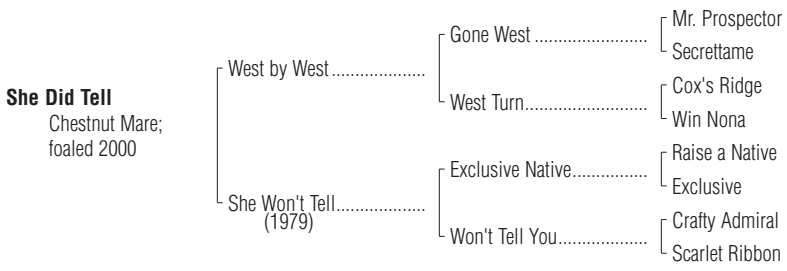 She Did Tell
Chestnut Mare;
foaled 2000
West by West....................
She Won't Tell...................
(1979)
Gone West ........................
West Turn..........................
Exclusive Native................
Won't Tell You...................
Mr. Prospector
Secrettame
Cox's Ridge
Win Nona
Raise a Native
Exclusive
Crafty Admiral
Scarlet Ribbon